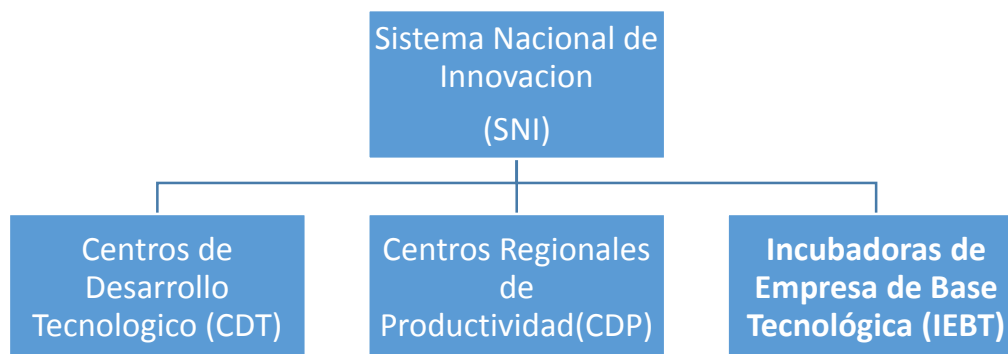 Sistema Nacional de
Innovacion
(SNI)
Centros de
Desarrollo
Tecnologico (CDT)
Centros Regionales
de
Productividad(CDP)
Incubadoras de
Empresa de Base
Tecnológica (IEBT)